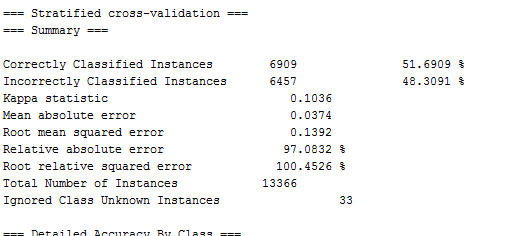 === Stratified cross-validation ===
=== Summary ===
Correctly Classified Instances 6909 51.6909 %
Incorrectly Classified Instances 6457 48.3091 %
Kappa statistic 0.1036
Mean absolute error 0.0374
Root mean squared error 0.1392
Relative absolute error 97.0832 %
Root relative squared error 100.4526 %
Total Number of Instances 13366
Ignored Class Unknown Instances 33
=== Detailed Accuracy By Class ===